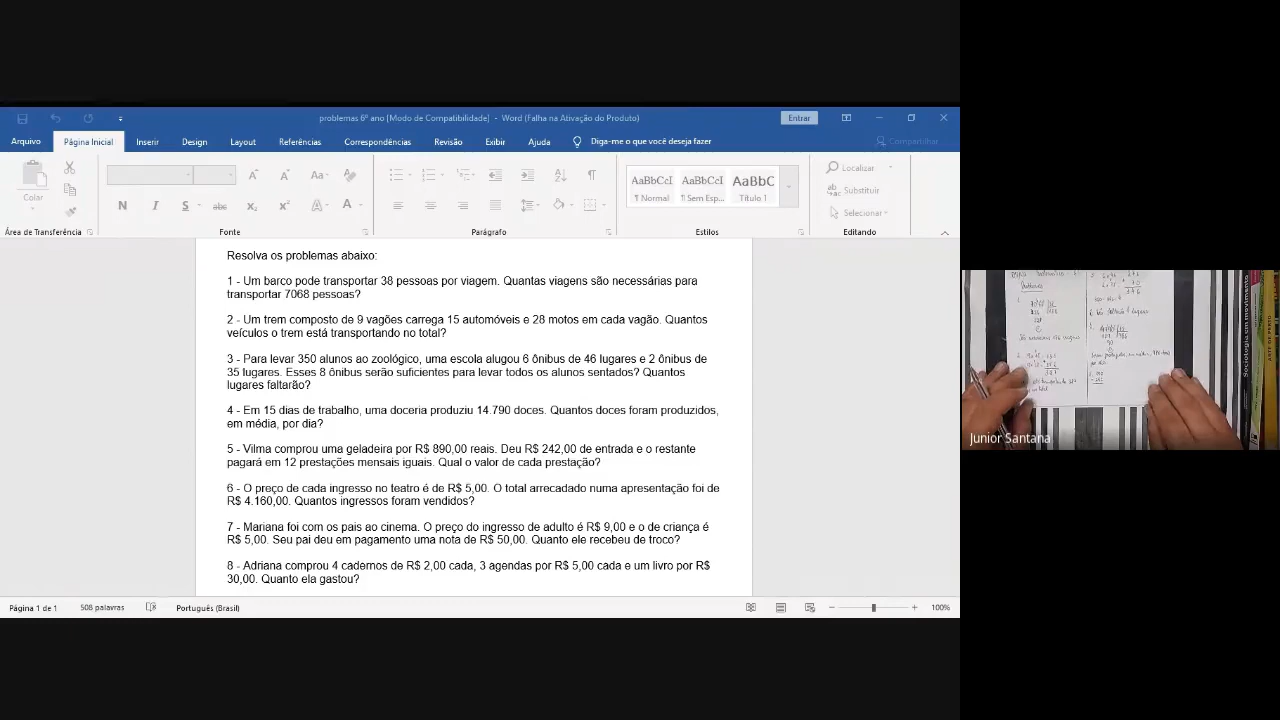 problemas 6º ano [Modo de Compatibilidade] - Word (Falha na Ativação do Produto)
Entrar
Arquivo Página Inicial Inserir Design Layout Referências Correspondências Revisão Exibir Ajuda Diga-me o que você deseja fazer Compartilhar
Colar
Área de Transferência
N I S abc X₂ X² A A
Aa
Fonte
Parágrafo
AaBbCcI AaBbCcI AaBbC
¶ Normal ¶ Sem Esp... Título 1
Estilos
Localizar
Substituir
Selecionar
Editando
Resolva os problemas abaixo:
1 - Um barco pode transportar 38 pessoas por viagem. Quantas viagens são necessárias para
transportar 7068 pessoas?
2 - Um trem composto de 9 vagões carrega 15 automóveis e 28 motos em cada vagão. Quantos
veículos o trem está transportando no total?
3 - Para levar 350 alunos ao zoológico, uma escola alugou 6 ônibus de 46 lugares e 2 ônibus de
35 lugares. Esses 8 ônibus serão suficientes para levar todos os alunos sentados? Quantos
lugares faltarão?
4 - Em 15 dias de trabalho, uma doceria produziu 14.790 doces. Quantos doces foram produzidos,
em média, por dia?
5 - Vilma comprou uma geladeira por R$ 890,00 reais. Deu R$ 242,00 de entrada e o restante
pagará em 12 prestações mensais iguais. Qual o valor de cada prestação?
6 - O preço de cada ingresso no teatro é de R$ 5,00. O total arrecadado numa apresentação foi de
R$ 4.160,00. Quantos ingressos foram vendidos?
7 - Mariana foi com os pais ao cinema. O preço do ingresso de adulto é R$ 9,00 e o de criança é
R$ 5,00. Seu pai deu em pagamento uma nota de R$ 50,00. Quanto ele recebeu de troco?
8 - Adriana comprou 4 cadernos de R$ 2,00 cada, 3 agendas por R$ 5,00 cada e um livro por R$
30,00. Quanto ela gastou?
Página 1 de 1 508 palavras Português (Brasil) 100%
Sociologia em movimento
Junior Santana